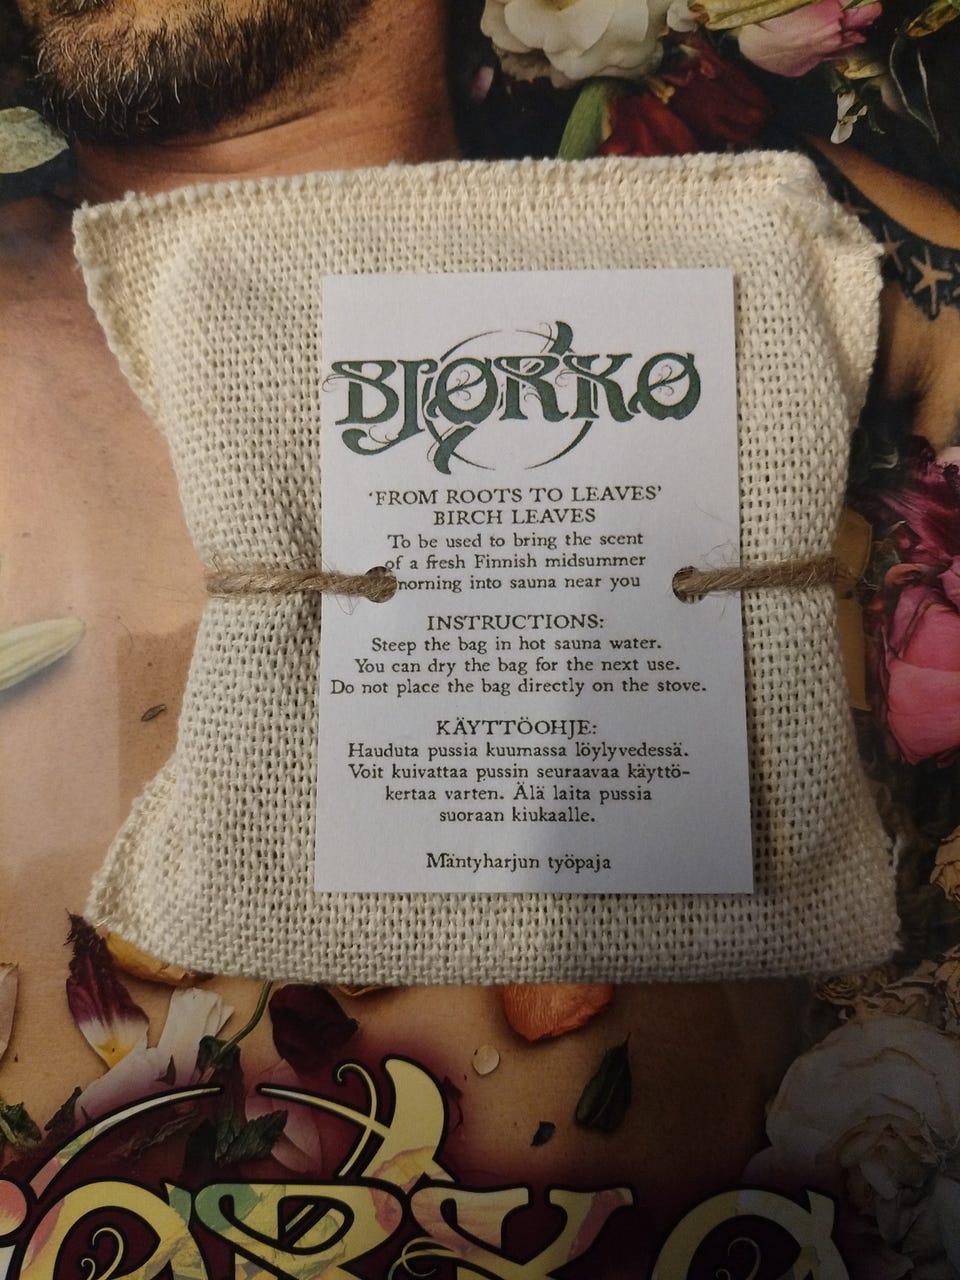 BJØRKØ
'FROM ROOTS TO LEAVES'
BIRCH LEAVES
To be used to bring the scent
of a fresh Finnish midsummer
morning into sauna near you
INSTRUCTIONS:
Steep the bag in hot sauna water.
You can dry the bag for the next use.
Do not place the bag directly on the stove.
KÄYTTÖOHJE:
Hauduta pussia kuumassa löylyvedessä.
Voit kuivattaa pussin seuraavaa käyttö-
kertaa varten. Älä laita pussia
suoraan kiukaalle.
Mäntyharjun työpaja
JØRKØ